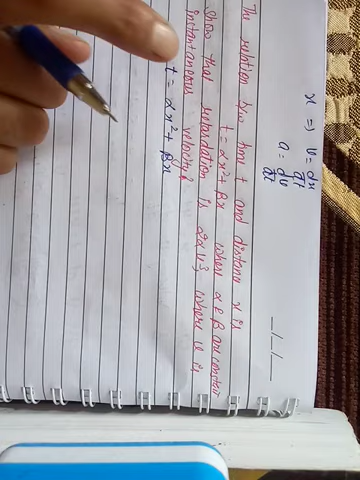 x ⇒ v = dx/dt
a = dv/dt
The relation b/w time t and distance x is
t = αx² + βx where α & β are constant
Show that retardation is 2αv³, where v is
instantaneous velocity
t = αx² + βx